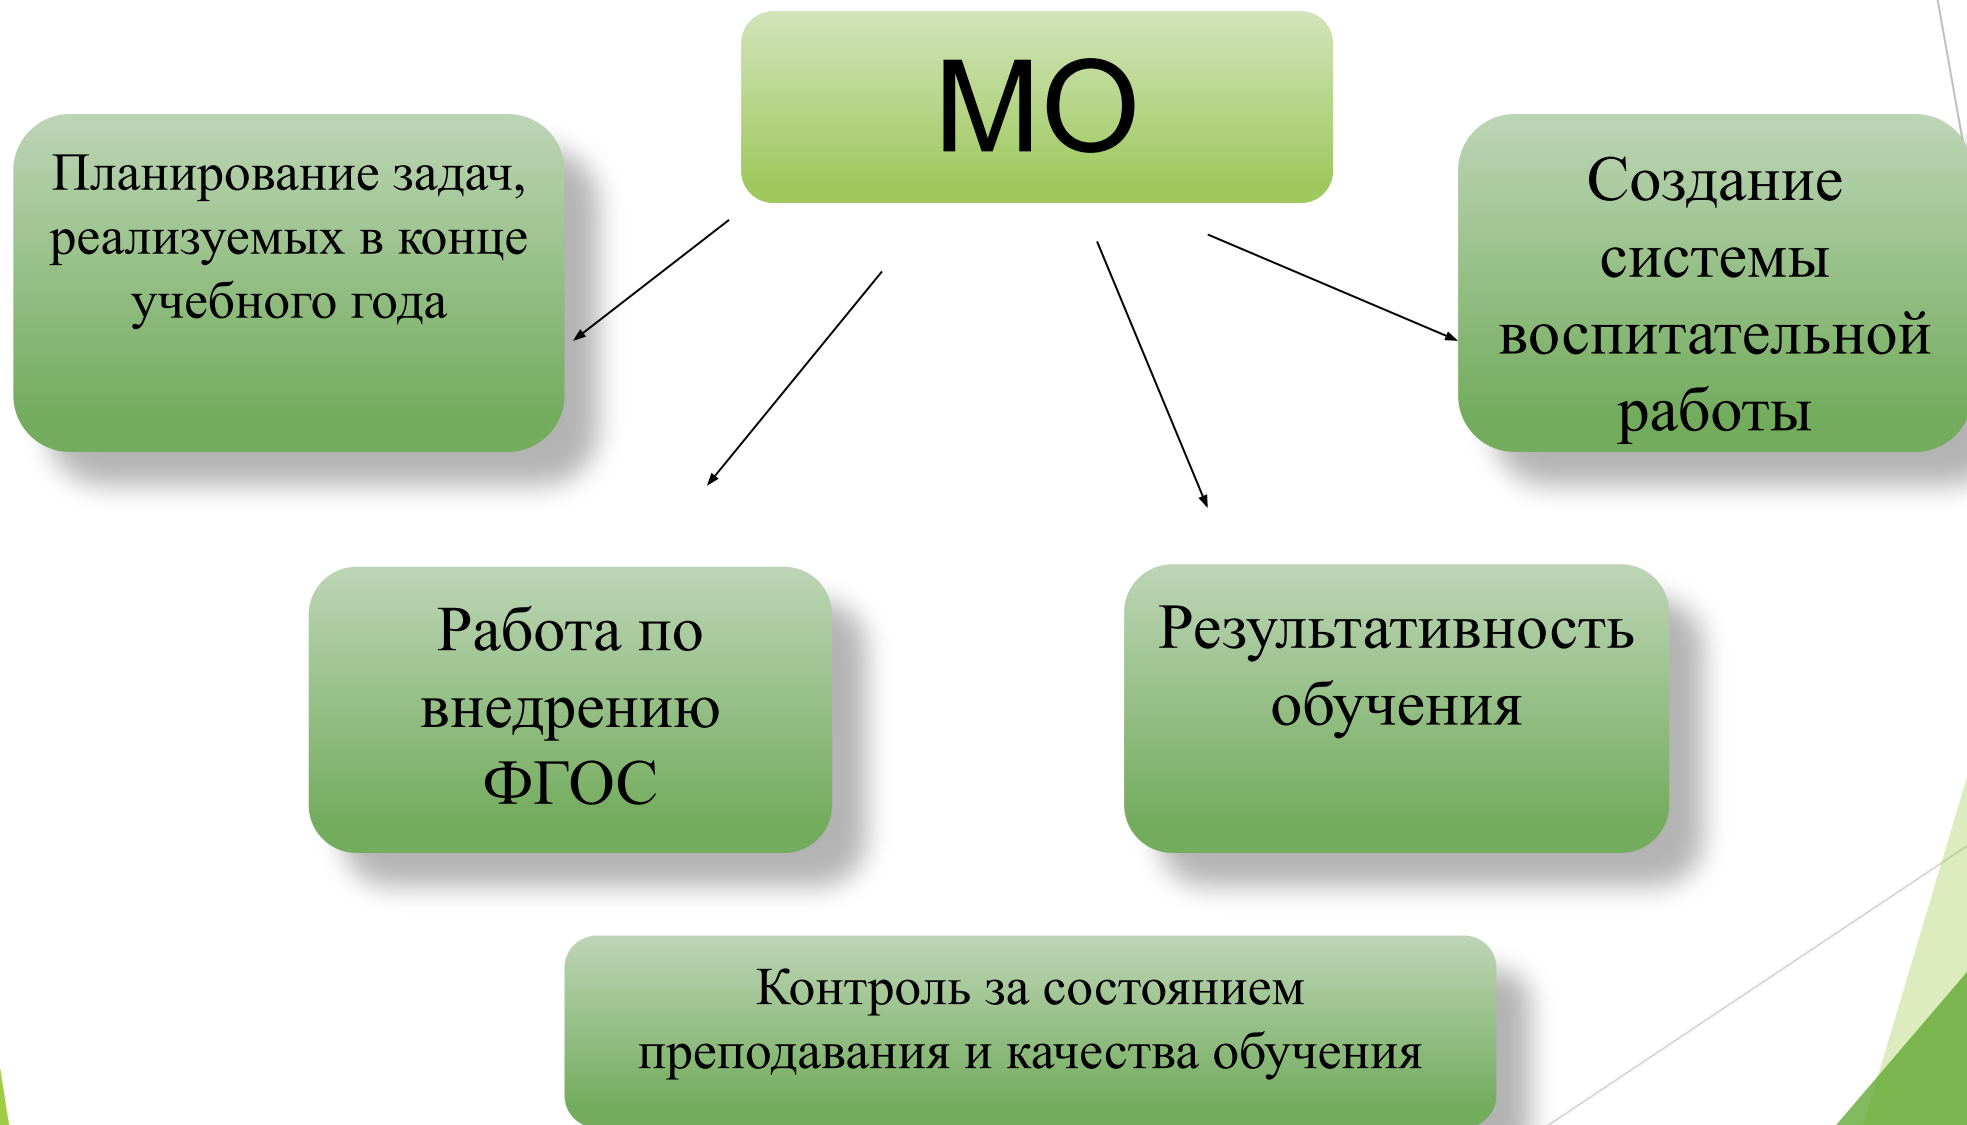 МО
Планирование задач,
реализуемых в конце
учебного года
Создание
системы
воспитательной
работы
Работа по
внедрению
ФГОС
Результативность
обучения
Контроль за состоянием
преподавания и качества обучения